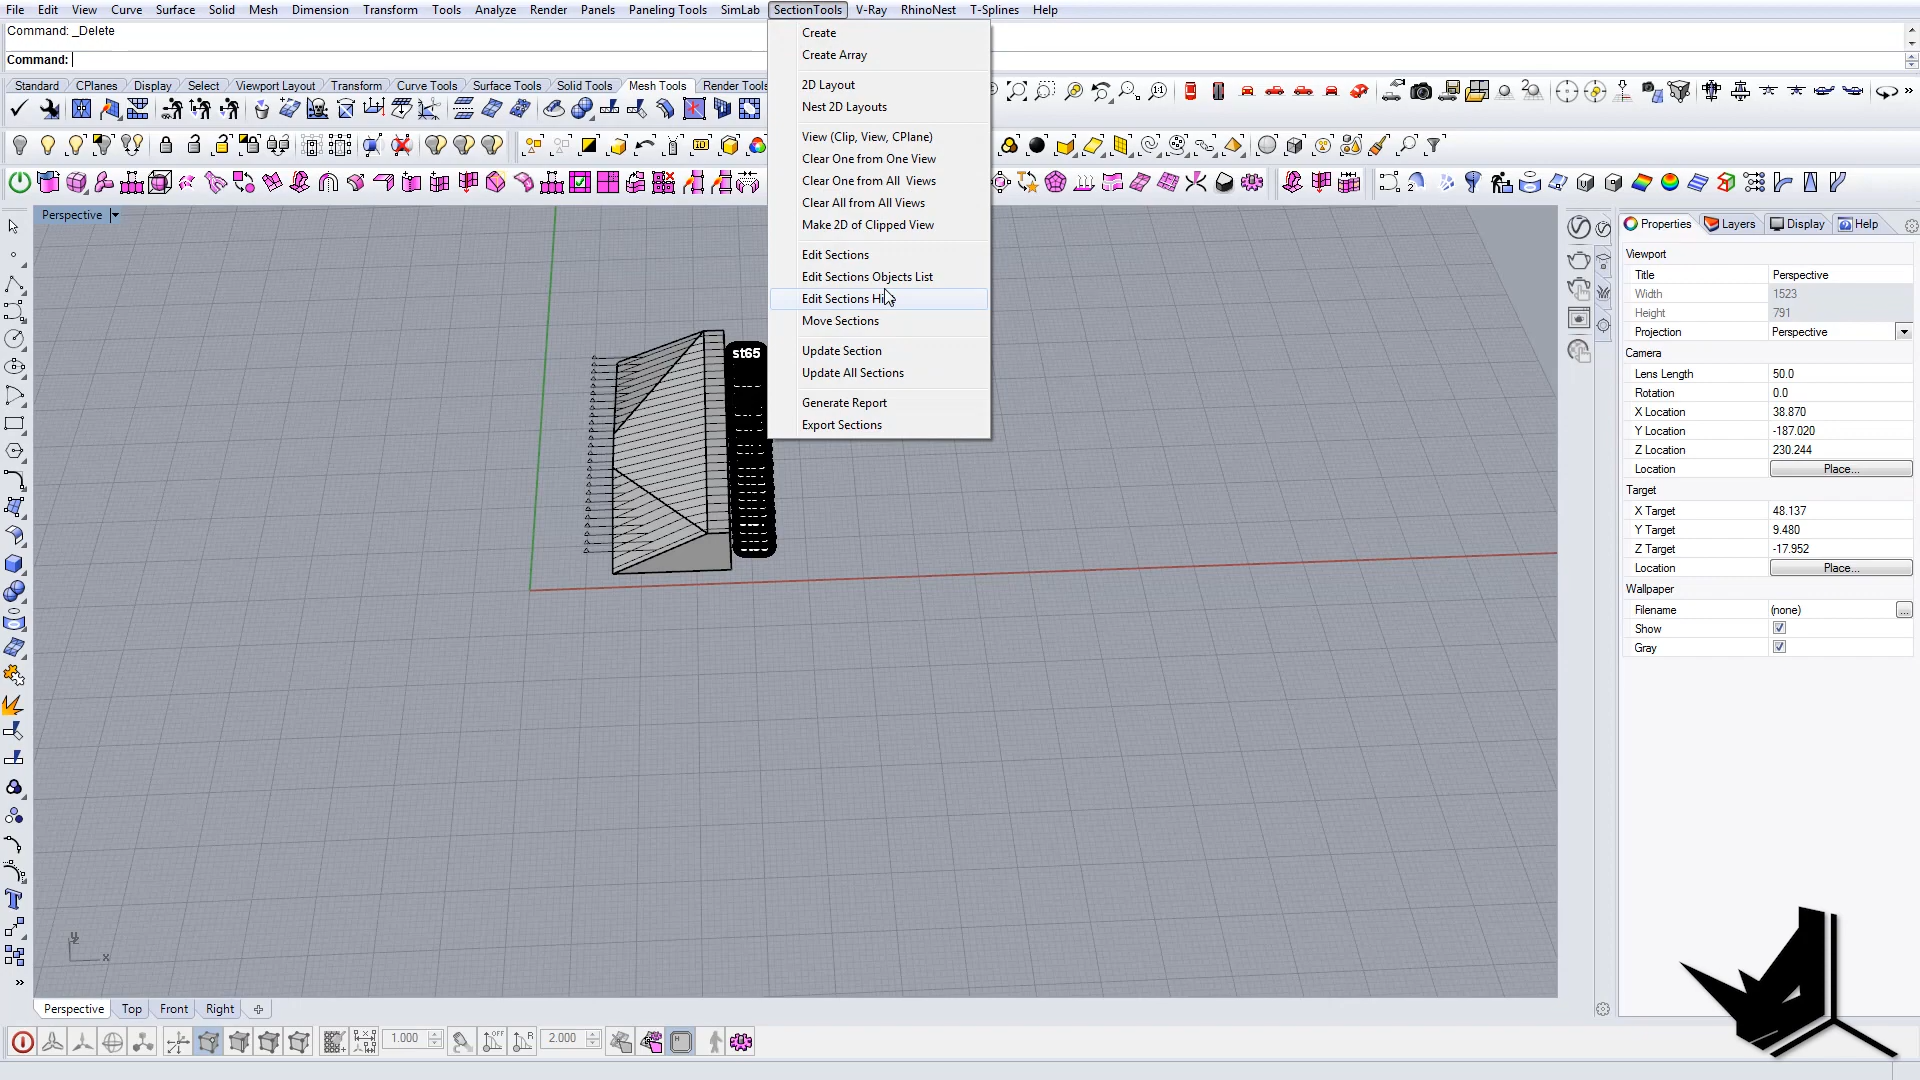 File Edit View Curve Surface Solid Mesh Dimension Transform Tools Analyze Render Panels Paneling Tools SimLab SectionTools V-Ray RhinoNest T-Splines Help
Command: _Delete
Command:
Standard CPlanes Display Select Viewport Layout Transform Curve Tools Surface Tools Solid Tools Mesh Tools Render Tools
Create
Create Array
2D Layout
Nest 2D Layouts
View (Clip, View, CPlane)
Clear One from One View
Clear One from All Views
Clear All from All Views
Make 2D of Clipped View
Edit Sections
Edit Sections Objects List
Edit Sections
Move Sections
Update Section
Update All Sections
Generate Report
Export Sections
Perspective
st65
y
x
Properties Layers Display Help
Viewport
Title Perspective
Width 1523
Height 791
Projection Perspective
Camera
Lens Length 50.0
Rotation 0.0
X Location 38.870
Y Location -187.020
Z Location 230.244
Location Place...
Target
X Target 48.137
Y Target 9.480
Z Target -17.952
Location Place...
Wallpaper
Filename (none) ...
Show
Gray
Perspective Top Front Right
1.000 OFF R 2.000 H